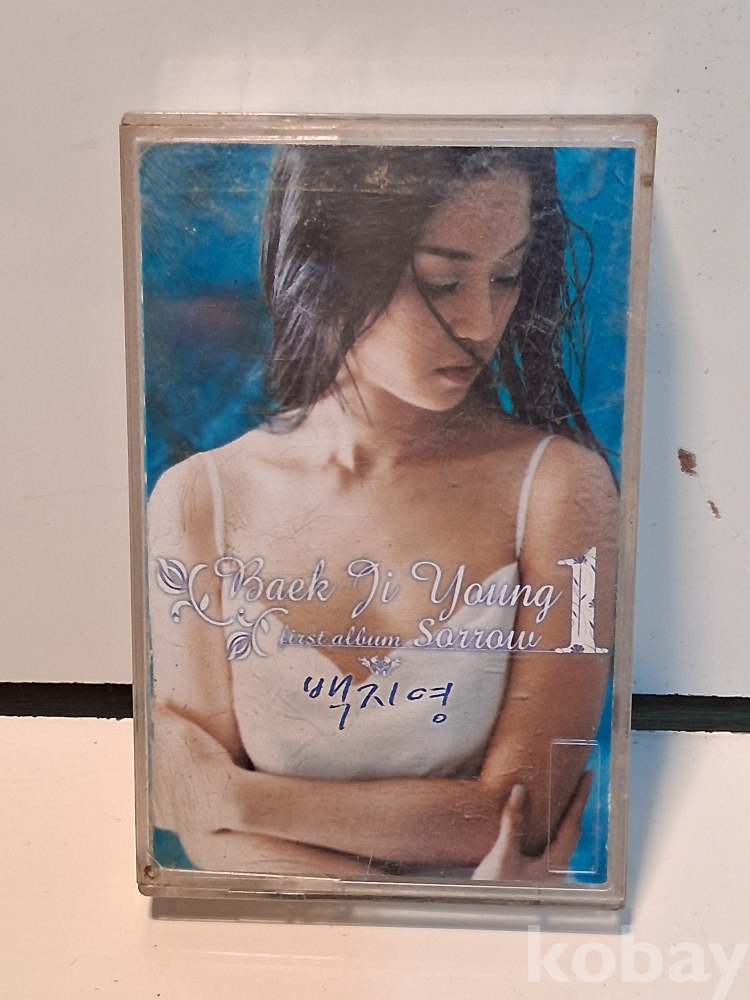 Baek Ji Young 1
first album Sorrow
백지영
kobay